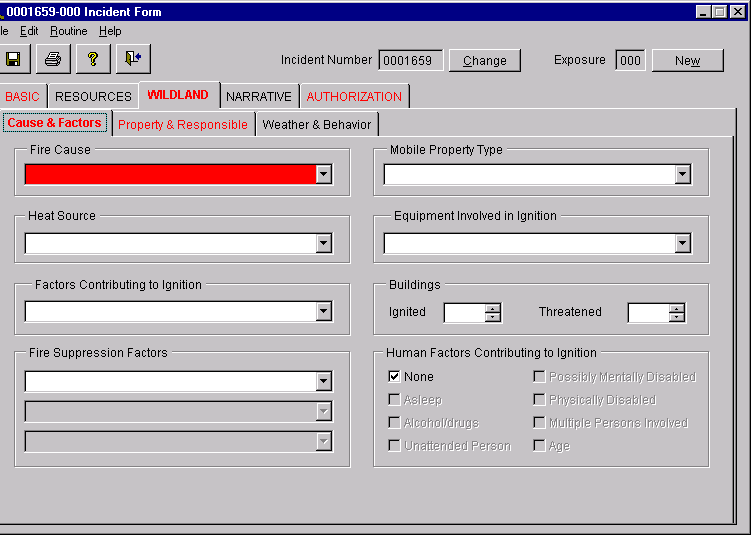 0001659-000 Incident Form
le Edit Routine Help
? Incident Number 0001659 Change Exposure 000 New
BASIC RESOURCES WILDLAND NARRATIVE AUTHORIZATION
Cause & Factors Property & Responsible Weather & Behavior
Fire Cause Mobile Property Type
Heat Source Equipment Involved in Ignition
Factors Contributing to Ignition Buildings
Ignited Threatened
Fire Suppression Factors Human Factors Contributing to Ignition
None Possibly Mentally Disabled
Asleep Physically Disabled
Alcohol/drugs Multiple Persons Involved
Unattended Person Age